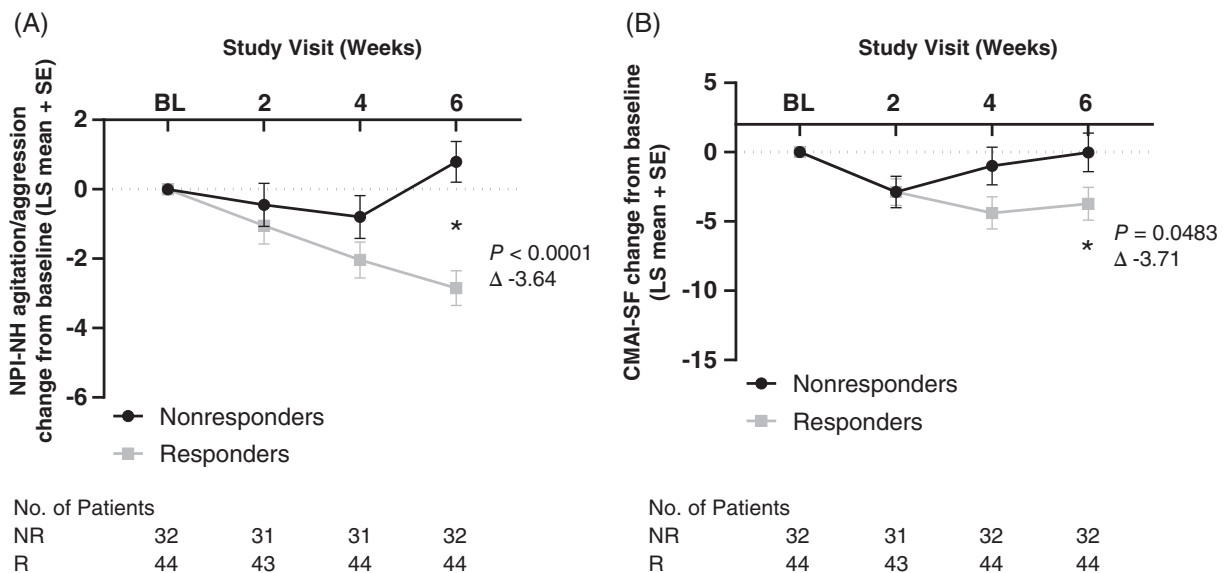 (A)
Study Visit (Weeks)
NPI-NH agitation/aggression
change from baseline (LS mean + SE)
BL 2 4 6
2
0
-2
-4
-6
*
P < 0.0001
Δ -3.64
Nonresponders
Responders
No. of Patients
NR 32 31 31 32
R 44 43 44 44
(B)
Study Visit (Weeks)
CMAI-SF change from baseline
(LS mean + SE)
BL 2 4 6
5
0
-5
-10
-15
*
P = 0.0483
Δ -3.71
Nonresponders
Responders
No. of Patients
NR 32 31 32 32
R 44 43 44 44